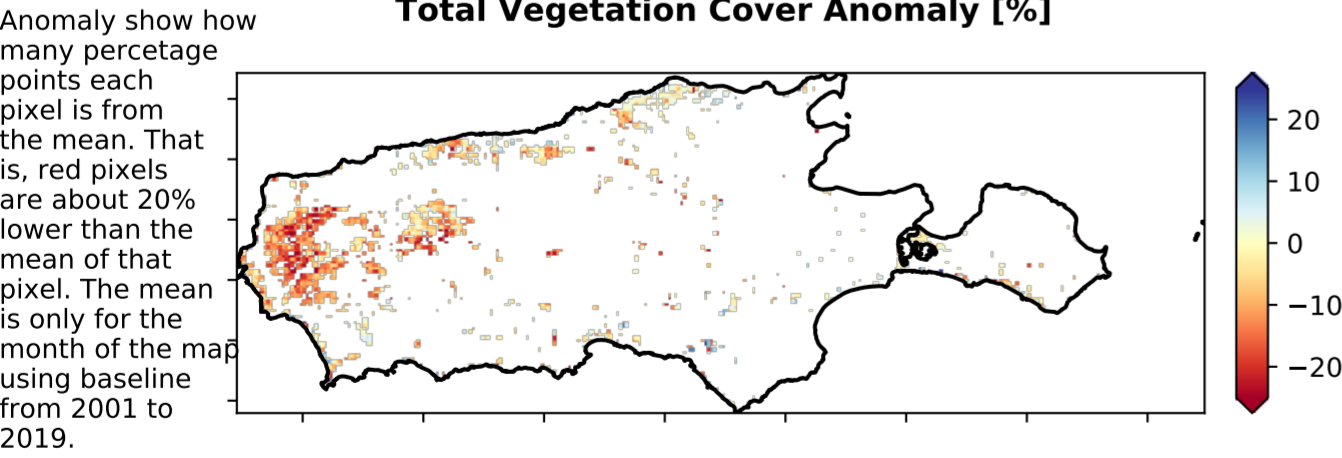 Total Vegetation Cover Anomaly [%]
Anomaly show how
many percetage
points each
pixel is from
the mean. That
is, red pixels
are about 20%
lower than the
mean of that
pixel. The mean
is only for the
month of the map
using baseline
from 2001 to
2019.
20
10
0
−10
−20